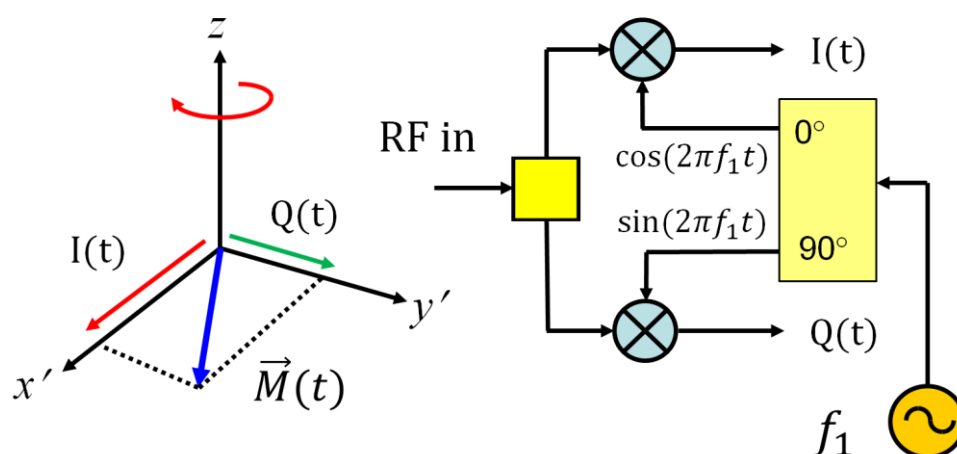 z
I(t)
Q(t)
x′
y′
M⃗(t)
RF in
I(t)
0°
cos(2πf₁t)
sin(2πf₁t)
90°
Q(t)
f₁